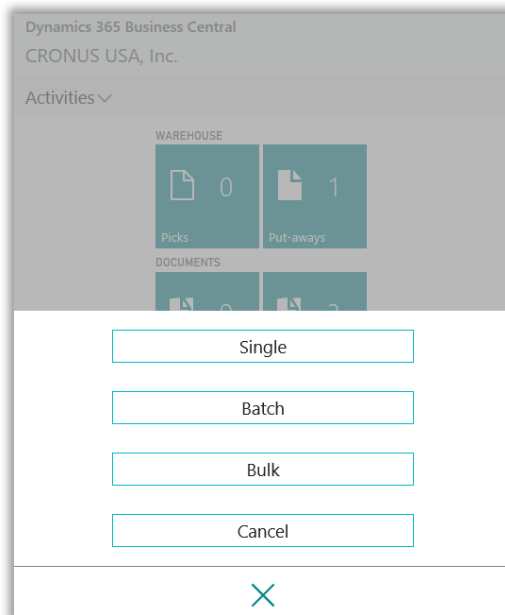 Dynamics 365 Business Central
CRONUS USA, Inc.
Activities
WAREHOUSE
0 1
Picks Put-aways
DOCUMENTS
Single
Batch
Bulk
Cancel